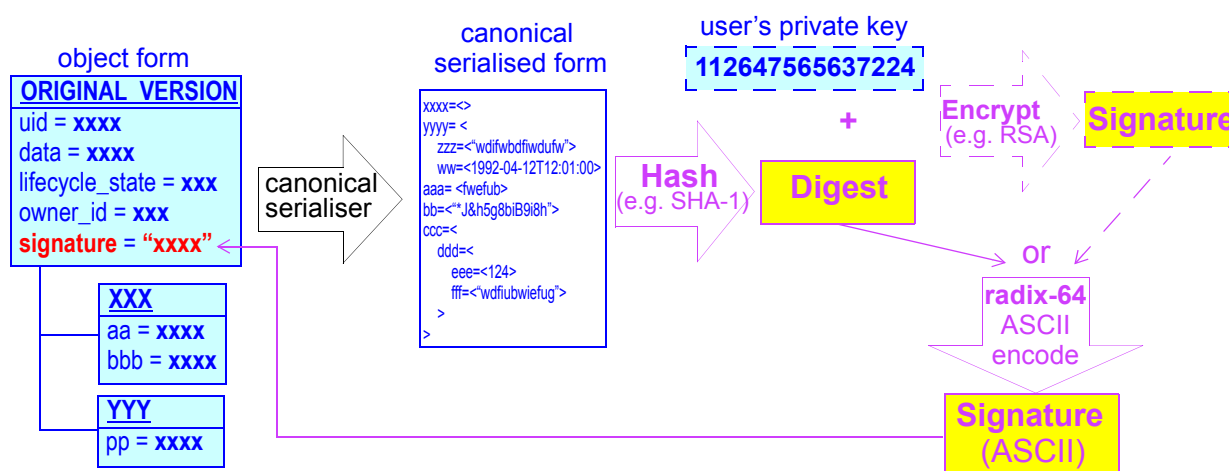 object form
ORIGINAL_VERSION
uid = xxxx
data = xxxx
lifecycle_state = xxx
owner_id = xxx
signature = “xxxx”
XXX
aa = xxxx
bbb = xxxx
YYY
pp = xxxx
canonical
serialiser
canonical
serialised form
xxxx=<>
yyyy= <
zzz=<“wdifwbdfiwdufw”>
ww=<1992-04-12T12:01:00>
aaa= <fwefub>
bb=<“*J&h5g8biB9i8h”>
ccc=<
ddd=<
eee=<124>
fff=<“wdfiubwiefug”>
>
>
Hash
(e.g. SHA-1)
user's private key
112647565637224
+
Digest
Encrypt
(e.g. RSA)
Signature
or
radix-64
ASCII
encode
Signature
(ASCII)